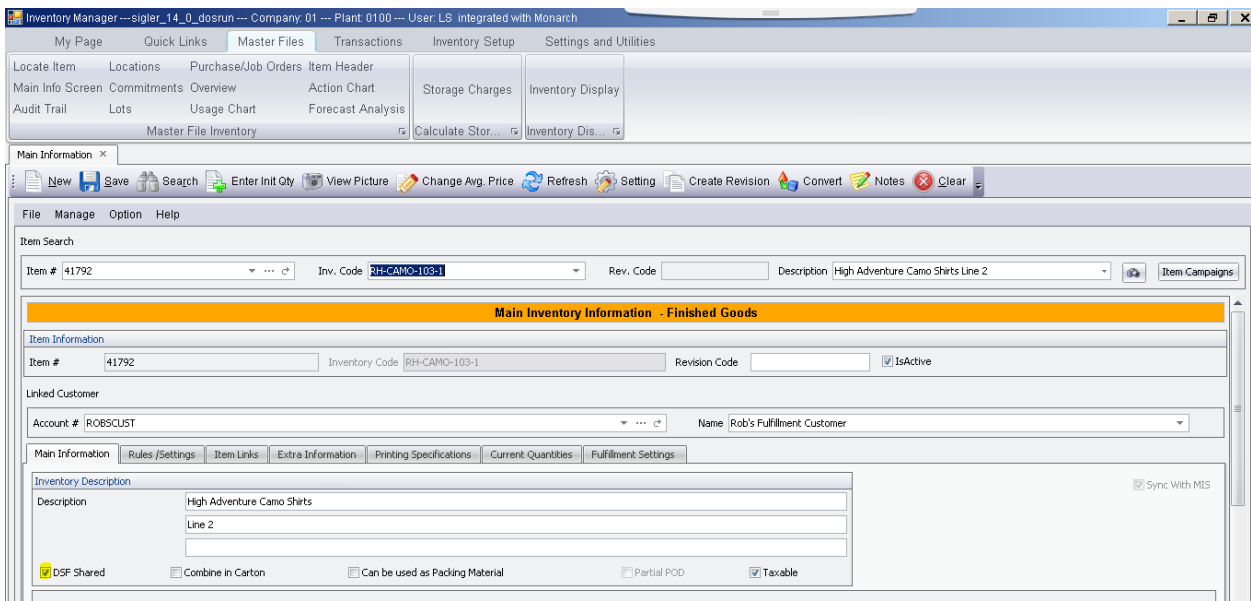 Inventory Manager ---sigler_14_0_dosrun --- Company: 01 --- Plant: 0100 --- User: LS integrated with Monarch
My Page Quick Links Master Files Transactions Inventory Setup Settings and Utilities
Locate Item Locations Purchase/Job Orders Item Header
Main Info Screen Commitments Overview Action Chart Storage Charges Inventory Display
Audit Trail Lots Usage Chart Forecast Analysis
Master File Inventory Calculate Stor... Inventory Dis...
Main Information ×
New Save Search Enter Init Qty View Picture Change Avg. Price Refresh Setting Create Revision Convert Notes Clear
File Manage Option Help
Item Search
Item # 41792 Inv. Code RH-CAMO-103-1 Rev. Code Description High Adventure Camo Shirts Line 2 Item Campaigns
Main Inventory Information - Finished Goods
Item Information
Item # 41792 Inventory Code RH-CAMO-103-1 Revision Code IsActive
Linked Customer
Account # ROBSCUST Name Rob's Fulfillment Customer
Main Information Rules /Settings Item Links Extra Information Printing Specifications Current Quantities Fulfillment Settings
Inventory Description Sync With MIS
Description High Adventure Camo Shirts
Line 2
DSF Shared Combine in Carton Can be used as Packing Material Partial POD Taxable